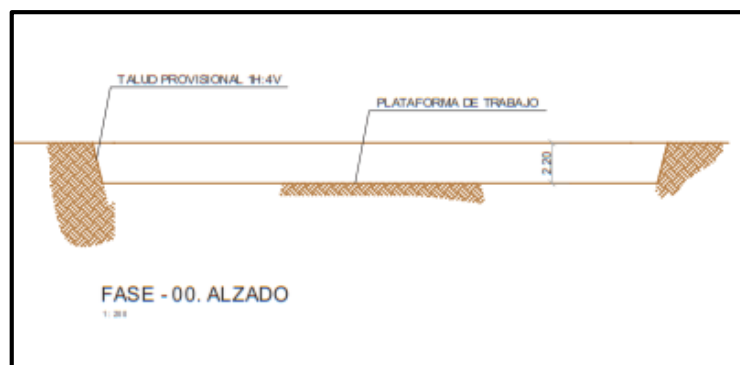 TALUD PROVISIONAL 1H:4V
PLATAFORMA DE TRABAJO
2.20
FASE - 00. ALZADO